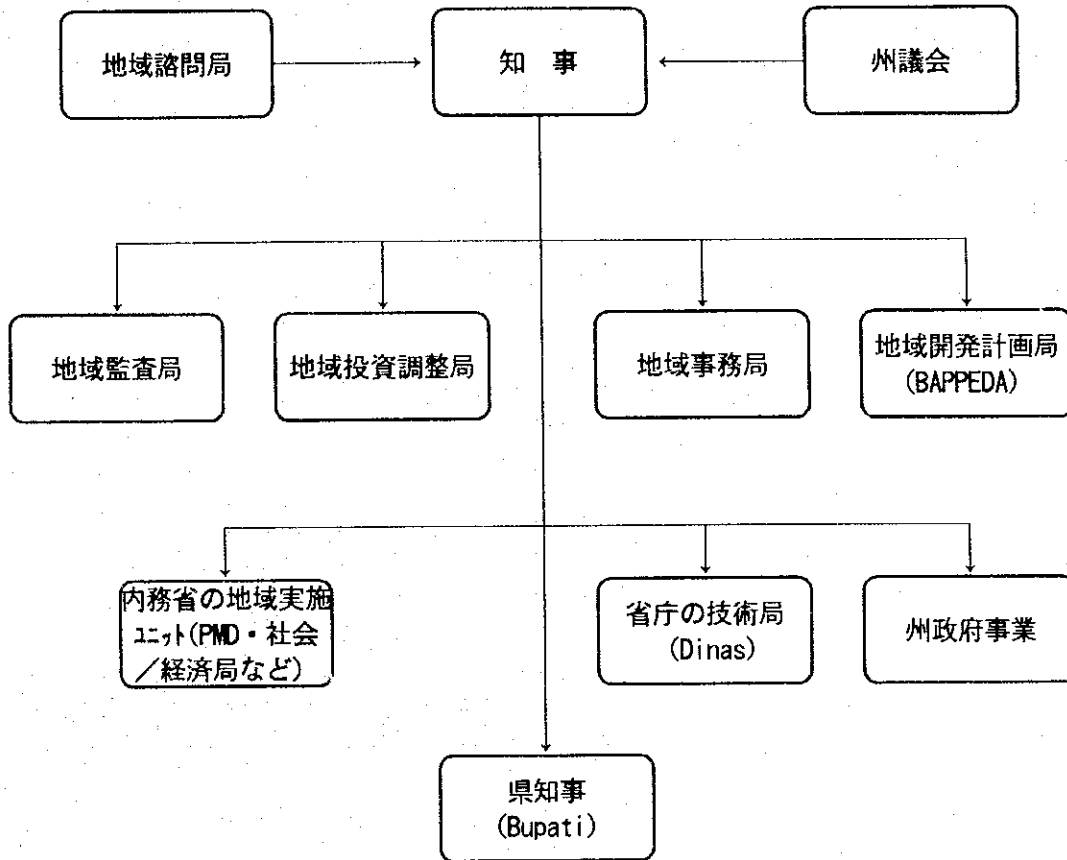 地域諮問局
知 事
州議会
地域監査局
地域投資調整局
地域事務局
地域開発計画局
(BAPPEDA)
内務省の地域実施
ユニット(PMD・社会
／経済局など)
省庁の技術局
(Dinas)
州政府事業
県知事
(Bupati)